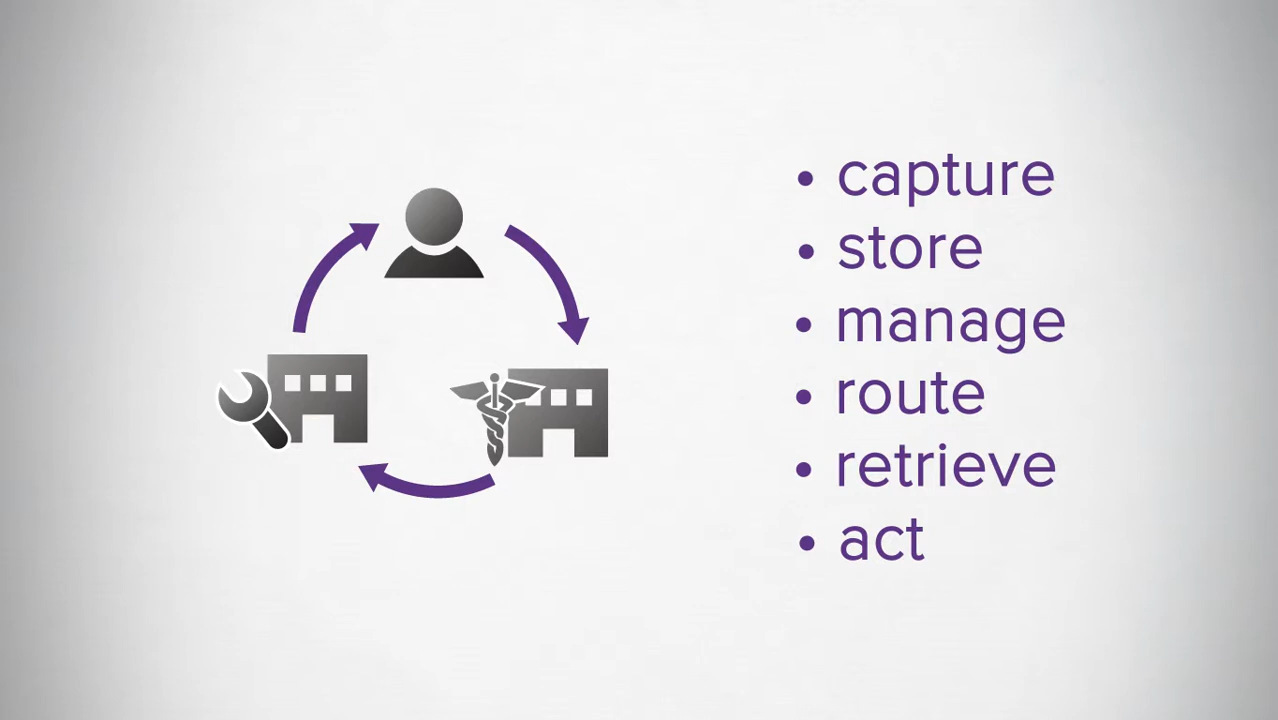 • capture
• store
• manage
• route
• retrieve
• act